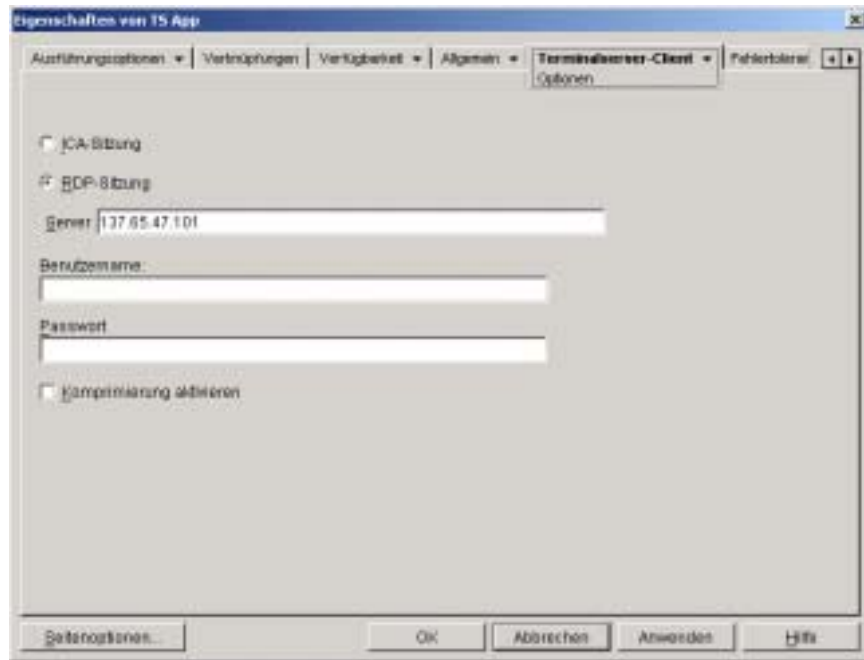 Eigenschaften von TS App
Ausführungsoptionen Verknüpfungen Verfügbarkeit Allgemein Terminalserver-Client Fehlertoleran
Optionen
ICA-Sitzung
RDP-Sitzung
Server 137.65.47.101
Benutzername:
Passwort
Komprimierung aktivieren
Seitenoptionen... OK Abbrechen Anwenden Hilfe